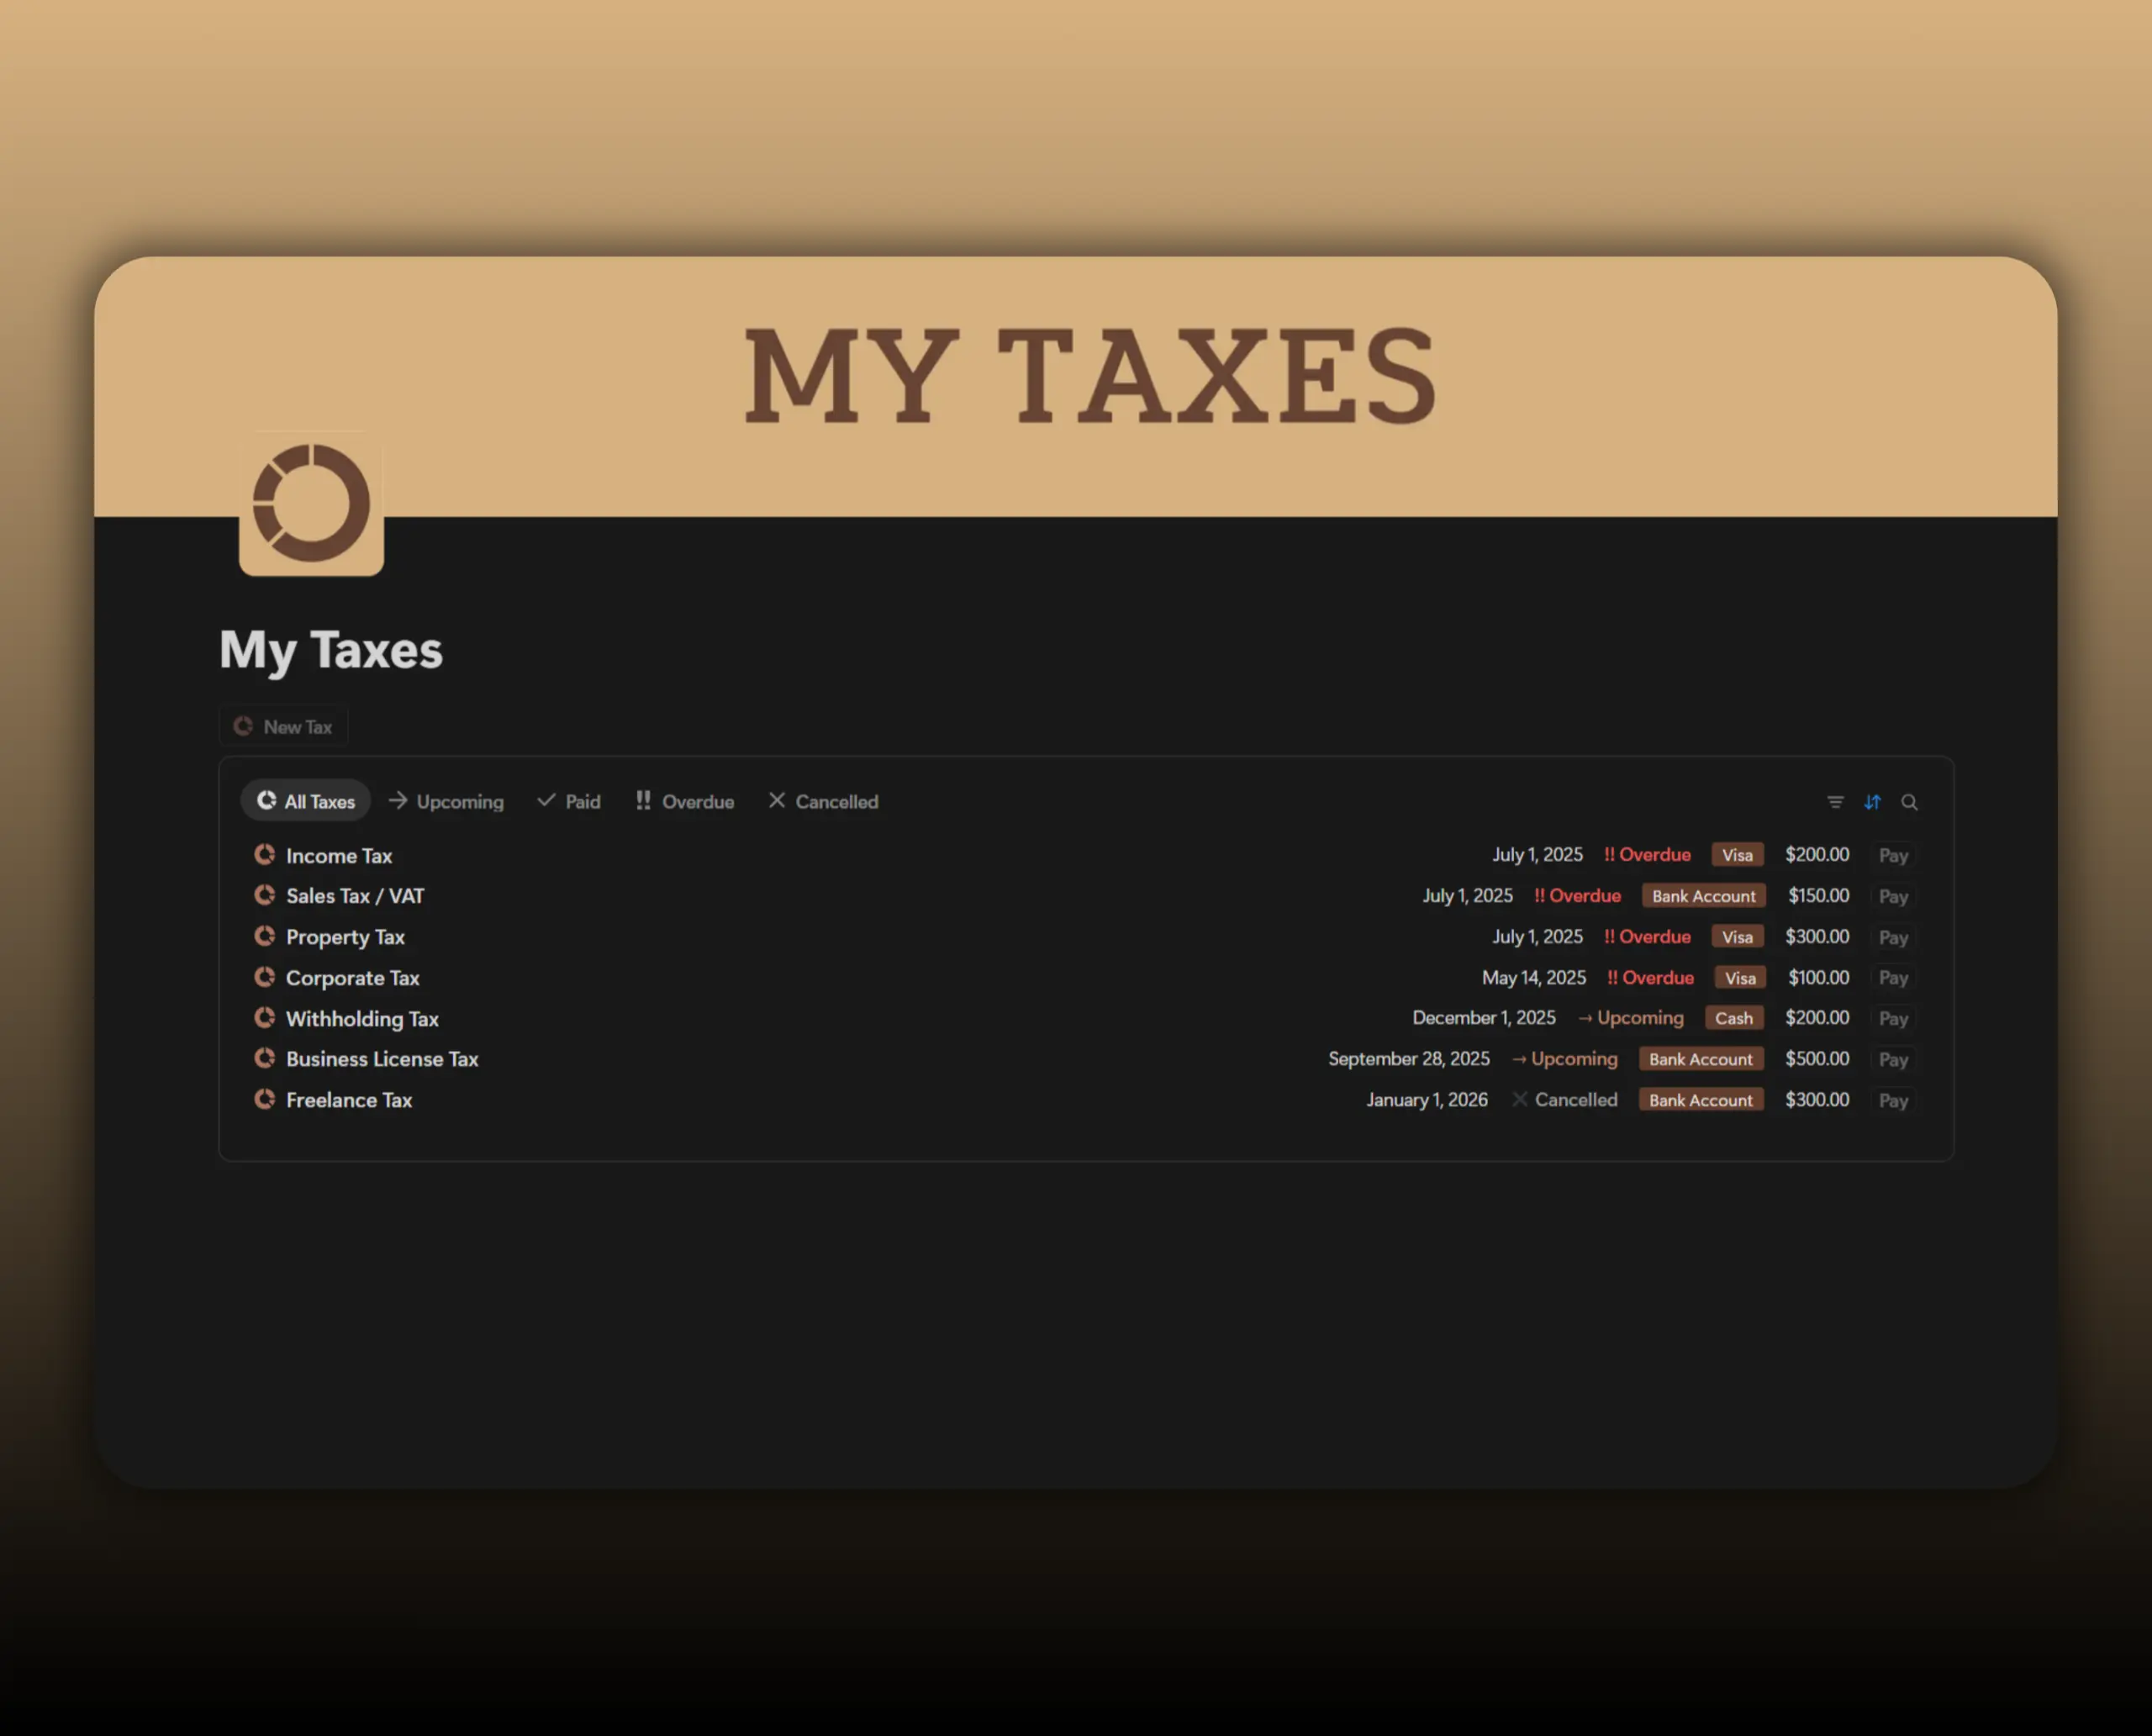 MY TAXES
My Taxes
New Tax
All Taxes → Upcoming ✓ Paid !! Overdue ✕ Cancelled
Income Tax July 1, 2025 !! Overdue Visa $200.00 Pay
Sales Tax / VAT July 1, 2025 !! Overdue Bank Account $150.00 Pay
Property Tax July 1, 2025 !! Overdue Visa $300.00 Pay
Corporate Tax May 14, 2025 !! Overdue Visa $100.00 Pay
Withholding Tax December 1, 2025 → Upcoming Cash $200.00 Pay
Business License Tax September 28, 2025 → Upcoming Bank Account $500.00 Pay
Freelance Tax January 1, 2026 ✕ Cancelled Bank Account $300.00 Pay